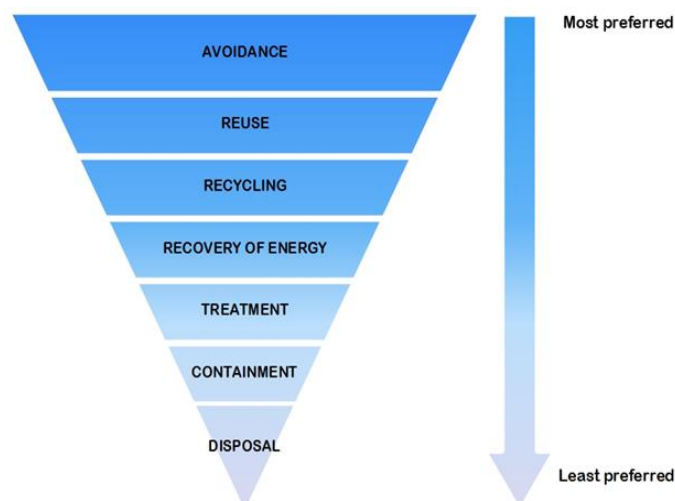 Most preferred
AVOIDANCE
REUSE
RECYCLING
RECOVERY OF ENERGY
TREATMENT
CONTAINMENT
DISPOSAL
Least preferred